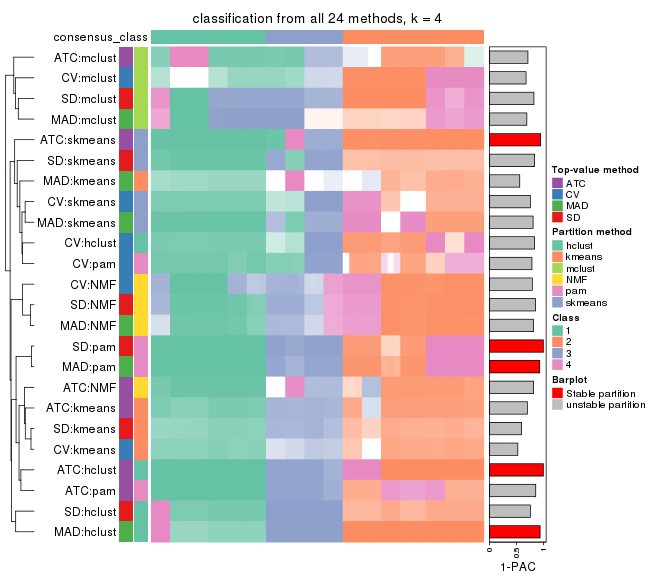 classification from all 24 methods, k = 4
consensus_class
ATC:mclust
CV:mclust
SD:mclust
MAD:mclust
ATC:skmeans
SD:skmeans
MAD:kmeans
CV:skmeans
MAD:skmeans
CV:hclust
CV:pam
CV:NMF
SD:NMF
MAD:NMF
SD:pam
MAD:pam
ATC:NMF
ATC:kmeans
SD:kmeans
CV:kmeans
ATC:hclust
ATC:pam
SD:hclust
MAD:hclust
0
0.5
1
1-PAC
Top-value method
ATC
CV
MAD
SD
Partition method
hclust
kmeans
mclust
NMF
pam
skmeans
Class
1
2
3
4
Barplot
Stable partition
unstable partition